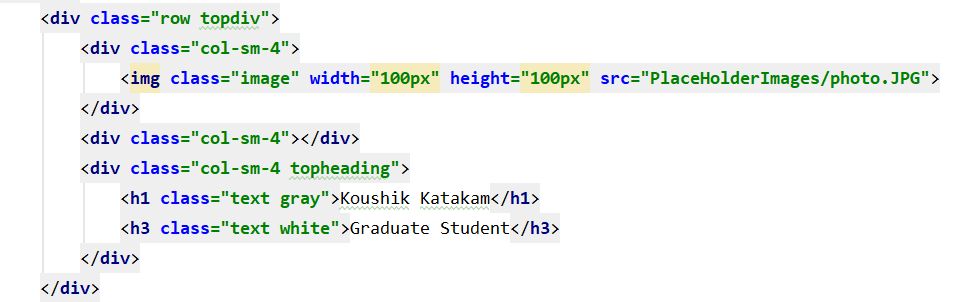 <div class="row topdiv">
<div class="col-sm-4">
<img class="image" width="100px" height="100px" src="PlaceHolderImages/photo.JPG">
</div>
<div class="col-sm-4"></div>
<div class="col-sm-4 topheading">
<h1 class="text gray">Koushik Katakam</h1>
<h3 class="text white">Graduate Student</h3>
</div>
</div>